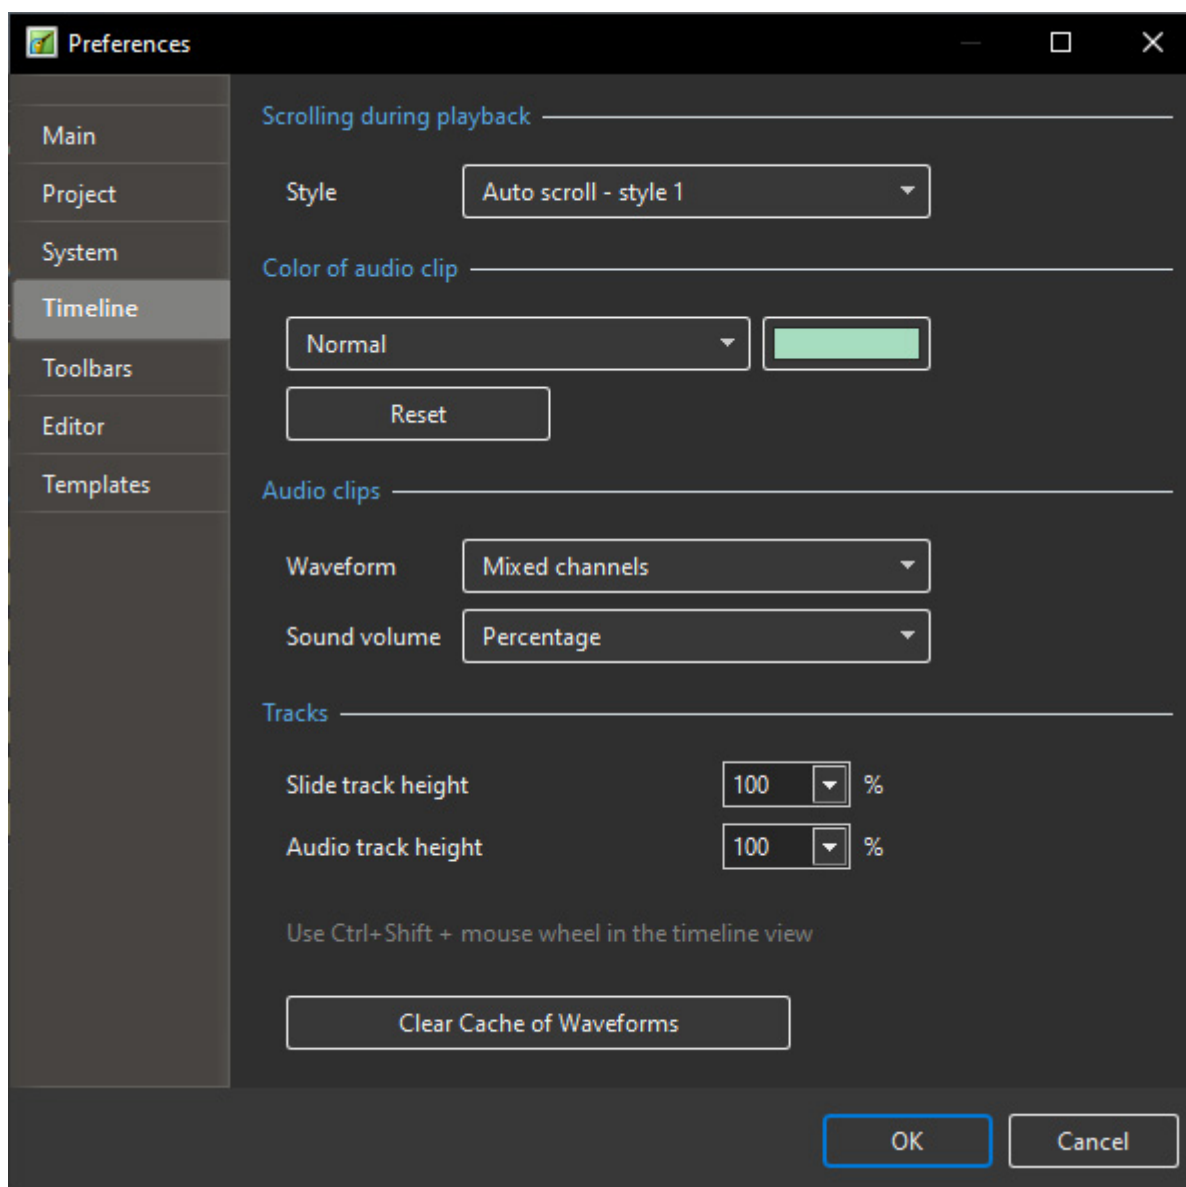 Preferences
Main
Project
System
Timeline
Toolbars
Editor
Templates
Scrolling during playback
Style Auto scroll - style 1
Color of audio clip
Normal
Reset
Audio clips
Waveform Mixed channels
Sound volume Percentage
Tracks
Slide track height 100 %
Audio track height 100 %
Use Ctrl+Shift + mouse wheel in the timeline view
Clear Cache of Waveforms
OK Cancel